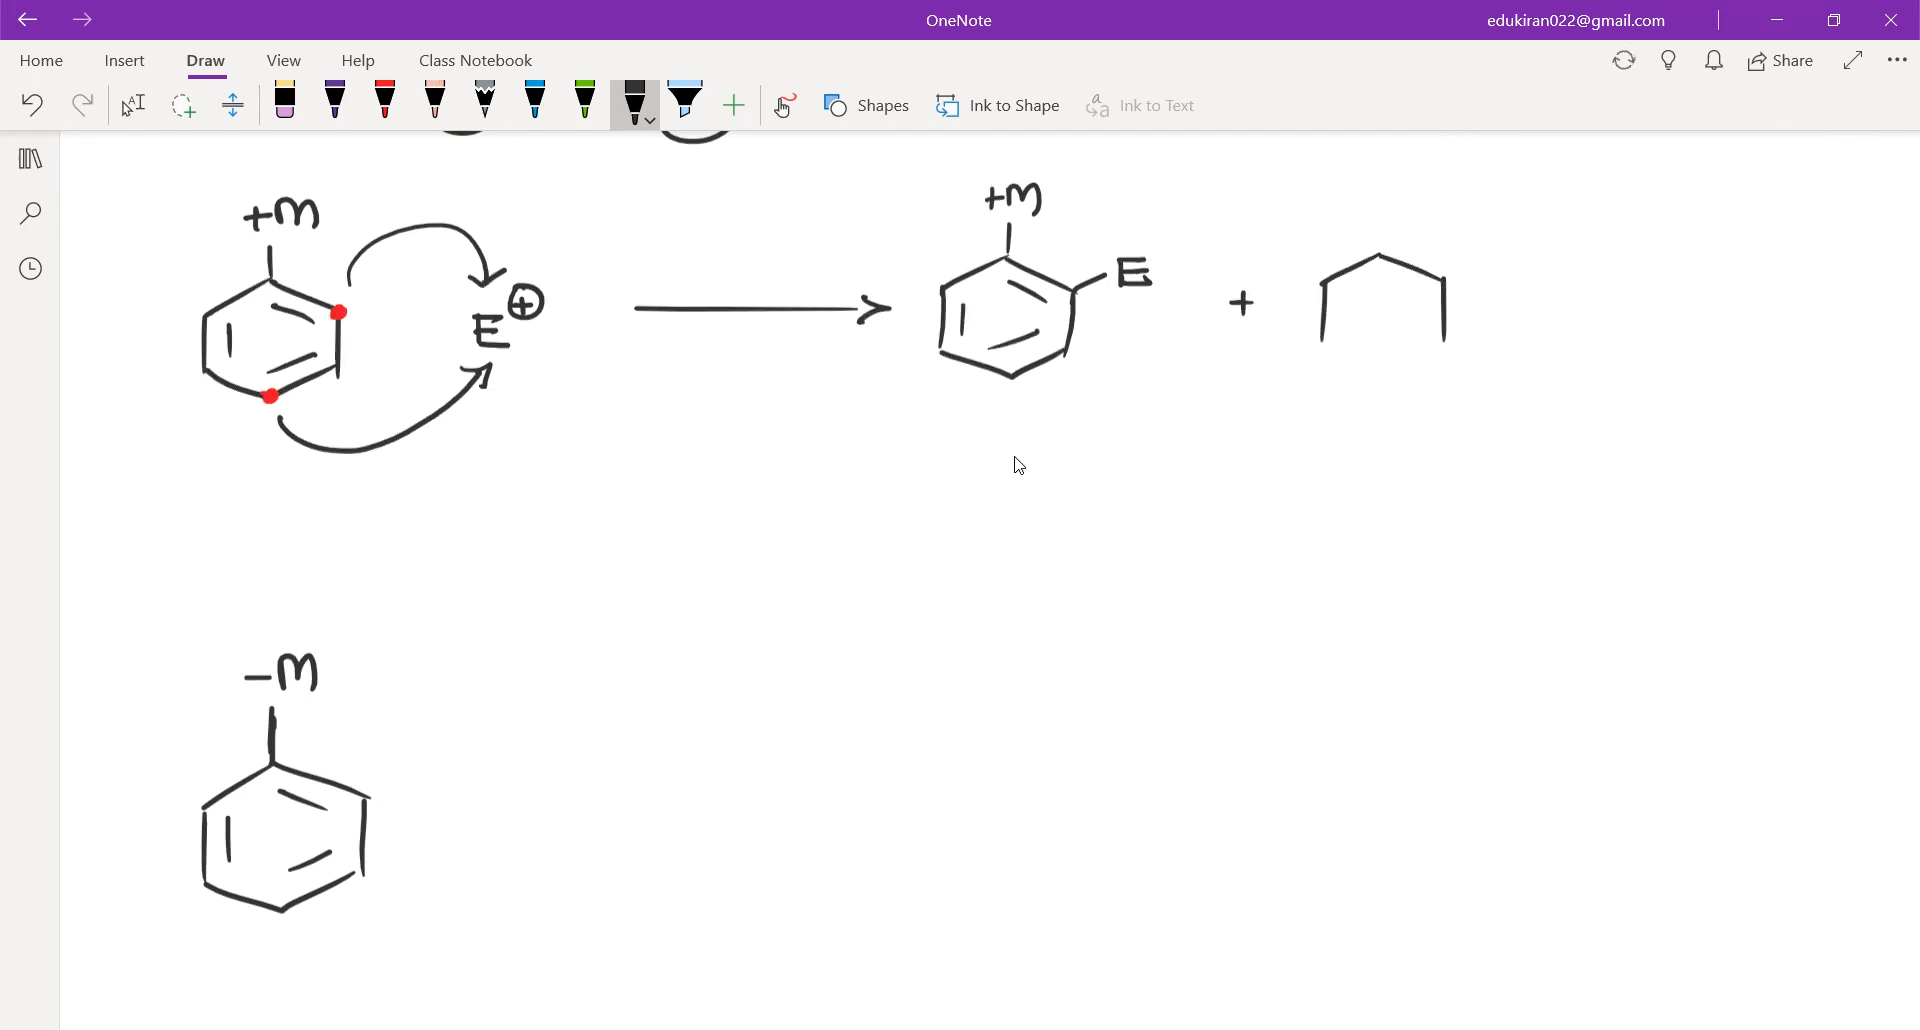 OneNote
edukiran022@gmail.com
Home Insert Draw View Help Class Notebook
Share
Shapes Ink to Shape Ink to Text
+M
E⊕
+M
E
+
-M